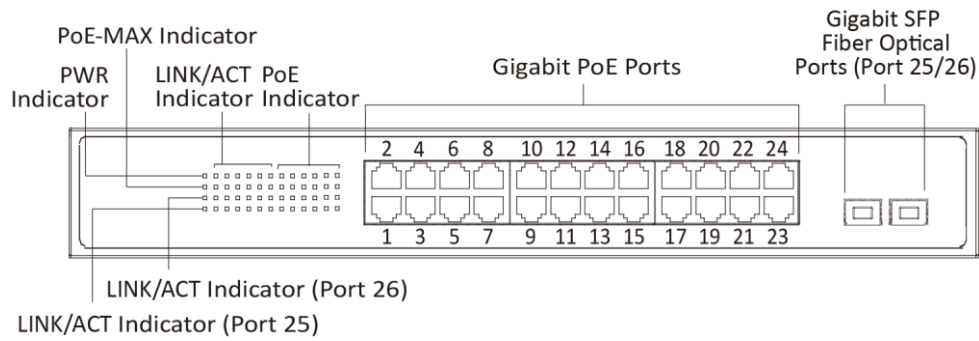 Gigabit SFP
Fiber Optical
Ports (Port 25/26)
PoE-MAX Indicator
PWR
Indicator
LINK/ACT
Indicator
PoE
Indicator
Gigabit PoE Ports
2 4 6 8 10 12 14 16 18 20 22 24
1 3 5 7 9 11 13 15 17 19 21 23
LINK/ACT Indicator (Port 26)
LINK/ACT Indicator (Port 25)